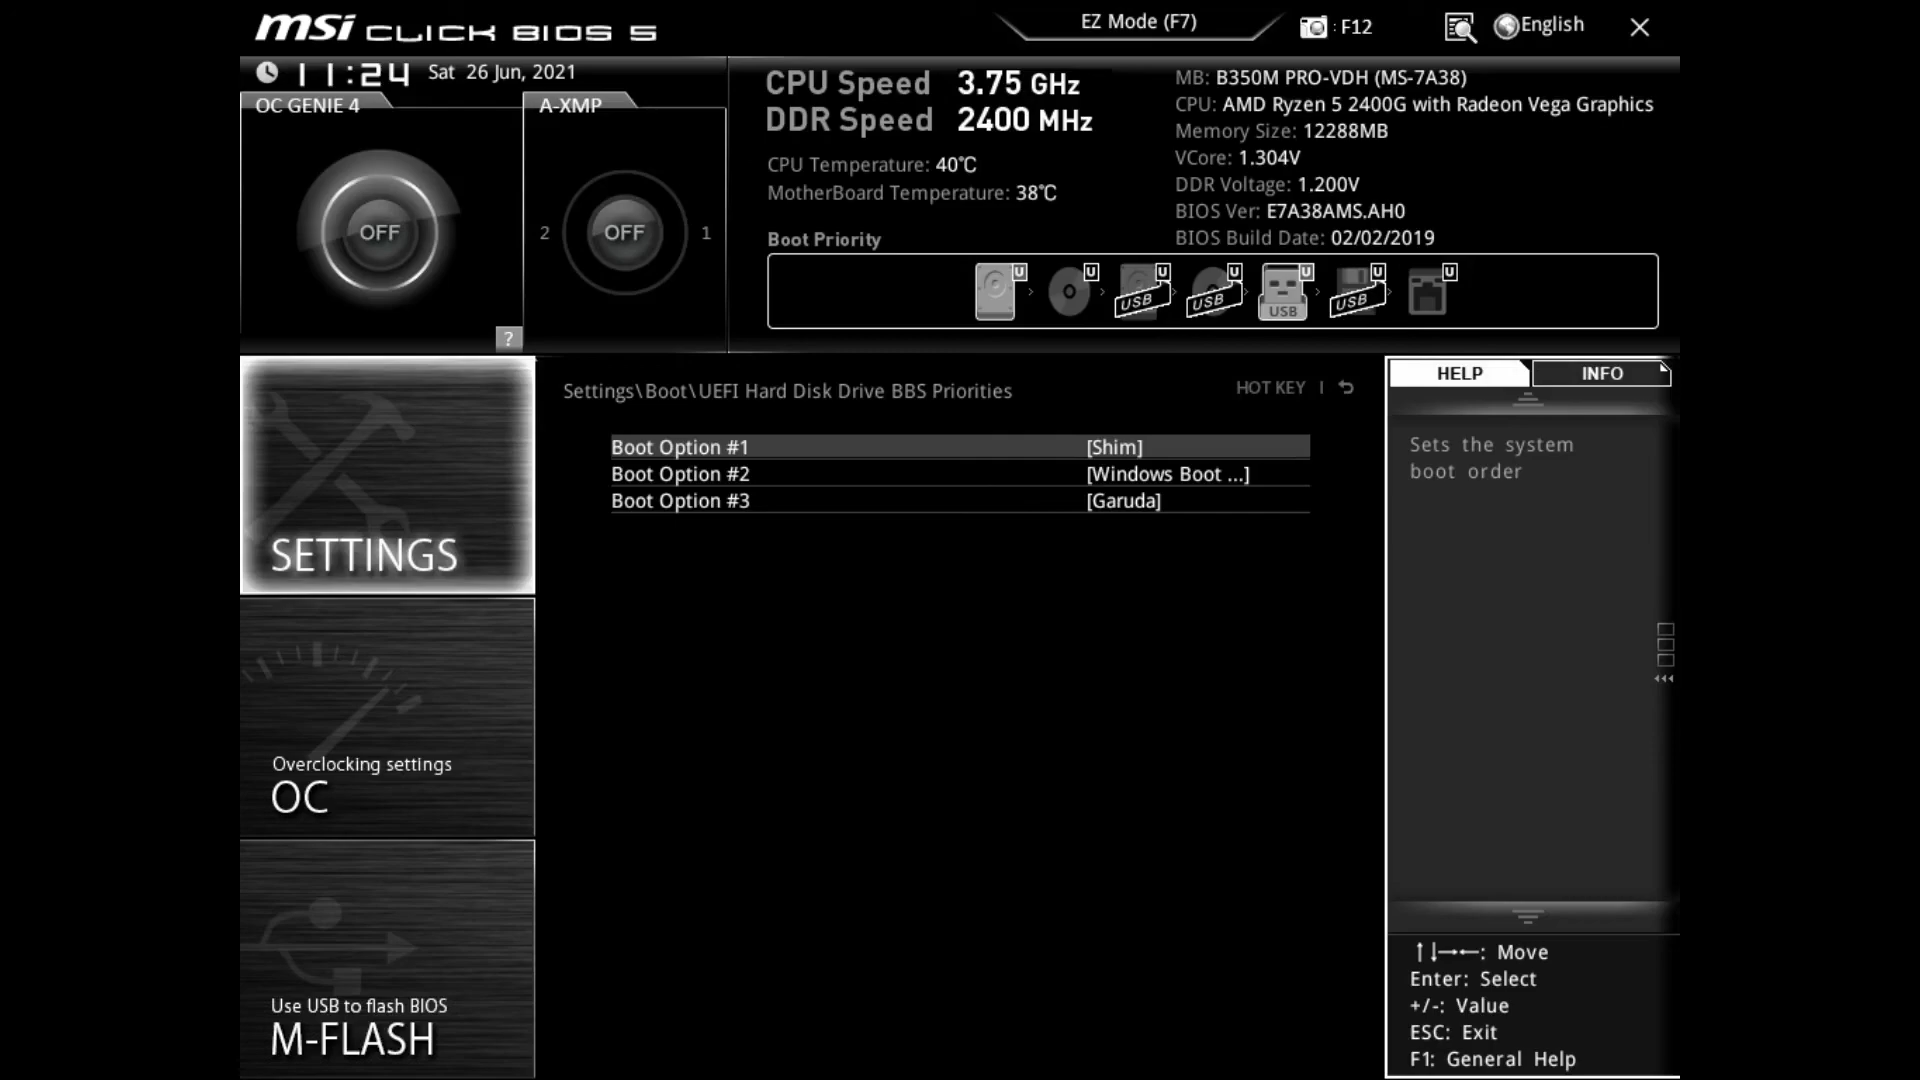 msi CLICK BIOS 5
EZ Mode (F7)
: F12
English
11:24 Sat 26 Jun, 2021
OC GENIE 4
OFF
?
A-XMP
2
OFF
1
CPU Speed 3.75 GHz
DDR Speed 2400 MHz
CPU Temperature: 40℃
MotherBoard Temperature: 38℃
MB: B350M PRO-VDH (MS-7A38)
CPU: AMD Ryzen 5 2400G with Radeon Vega Graphics
Memory Size: 12288MB
VCore: 1.304V
DDR Voltage: 1.200V
BIOS Ver: E7A38AMS.AH0
BIOS Build Date: 02/02/2019
Boot Priority
U U U U U U U
USB USB USB USB
SETTINGS
Overclocking settings
OC
Use USB to flash BIOS
M-FLASH
Settings\Boot\UEFI Hard Disk Drive BBS Priorities
HOT KEY |
Boot Option #1 [Shim]
Boot Option #2 [Windows Boot ...]
Boot Option #3 [Garuda]
HELP
INFO
Sets the system
boot order
↑↓→←: Move
Enter: Select
+/-: Value
ESC: Exit
F1: General Help